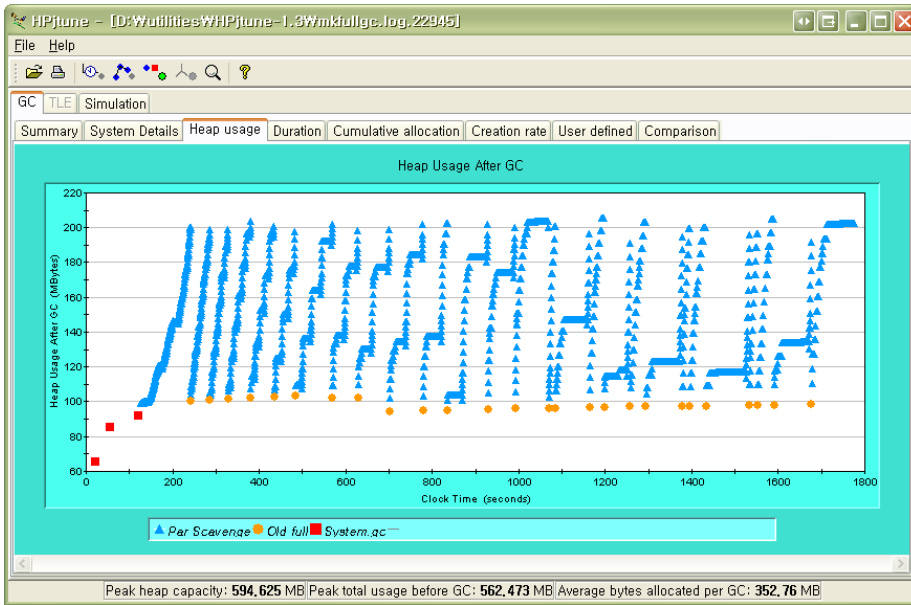 HPjtune - [D:₩utilities₩HPjtune-1.3₩mkfullgc.log.22945]
File Help
GC TLE Simulation
Summary System Details Heap usage Duration Cumulative allocation Creation rate User defined Comparison
Heap Usage After GC
Heap Usage After GC (MBytes)
220
200
180
160
140
120
100
80
60
0 200 400 600 800 1000 1200 1400 1600 1800
Clock Time (seconds)
Par Scavenge Old full System.gc
Peak heap capacity: 594,625 MB Peak total usage before GC: 562,473 MB Average bytes allocated per GC: 352,76 MB